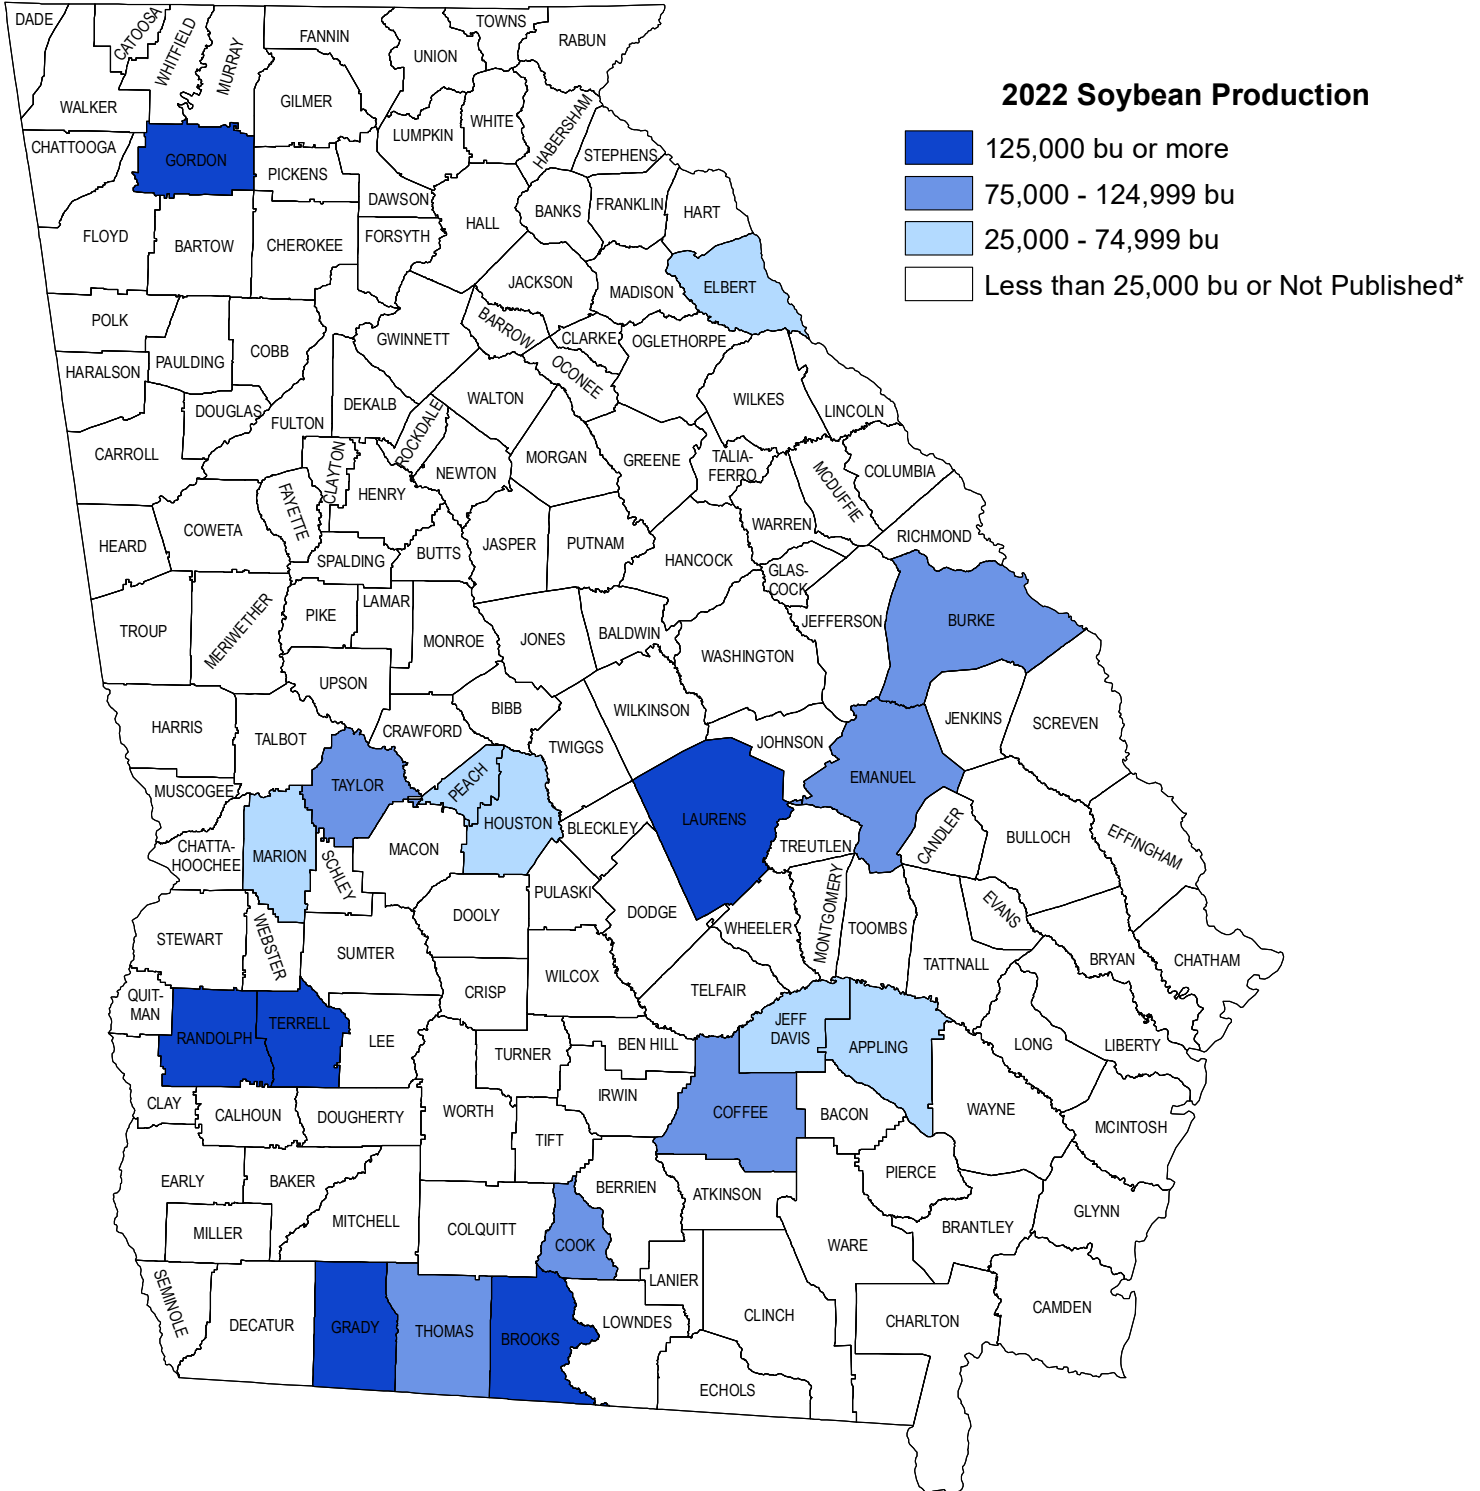 2022 Soybean Production
125,000 bu or more
75,000 - 124,999 bu
25,000 - 74,999 bu
Less than 25,000 bu or Not Published*
DADE
CATOOSA
WHITFIELD
MURRAY
FANNIN
UNION
TOWNS
RABUN
WALKER
GILMER
LUMPKIN
WHITE
HABERSHAM
STEPHENS
CHATTOOGA
GORDON
PICKENS
DAWSON
HALL
BANKS
FRANKLIN
HART
FLOYD
BARTOW
CHEROKEE
FORSYTH
JACKSON
MADISON
ELBERT
POLK
PAULDING
COBB
GWINNETT
BARROW
CLARKE
OGLETHORPE
HARALSON
OCONEE
DOUGLAS
FULTON
DEKALB
ROCKDALE
WALTON
WILKES
LINCOLN
CARROLL
CLAYTON
HENRY
NEWTON
MORGAN
GREENE
TALIA-
FERRO
MCDUFFIE
COLUMBIA
HEARD
COWETA
FAYETTE
SPALDING
BUTTS
JASPER
PUTNAM
HANCOCK
WARREN
GLAS-
COCK
RICHMOND
TROUP
MERIWETHER
PIKE
LAMAR
MONROE
JONES
BALDWIN
WASHINGTON
JEFFERSON
BURKE
HARRIS
TALBOT
UPSON
CRAWFORD
BIBB
TWIGGS
WILKINSON
JOHNSON
JENKINS
SCREVEN
MUSCOGEE
TAYLOR
PEACH
HOUSTON
BLECKLEY
LAURENS
TREUTLEN
EMANUEL
CANDLER
BULLOCH
EFFINGHAM
CHATTA-
HOOCHEE
MARION
SCHLEY
MACON
DOOLY
PULASKI
DODGE
WHEELER
MONTGOMERY
TOOMBS
TATTNALL
EVANS
BRYAN
CHATHAM
STEWART
WEBSTER
SUMTER
CRISP
WILCOX
TELFAIR
QUIT-
MAN
RANDOLPH
TERRELL
LEE
TURNER
BEN HILL
JEFF
DAVIS
APPLING
LONG
LIBERTY
CLAY
CALHOUN
DOUGHERTY
WORTH
TIFT
IRWIN
COFFEE
BACON
WAYNE
MCINTOSH
EARLY
BAKER
MILLER
MITCHELL
COLQUITT
COOK
BERRIEN
ATKINSON
WARE
PIERCE
BRANTLEY
GLYNN
SEMINOLE
DECATUR
GRADY
THOMAS
BROOKS
LOWNDES
LANIER
CLINCH
ECHOLS
CHARLTON
CAMDEN